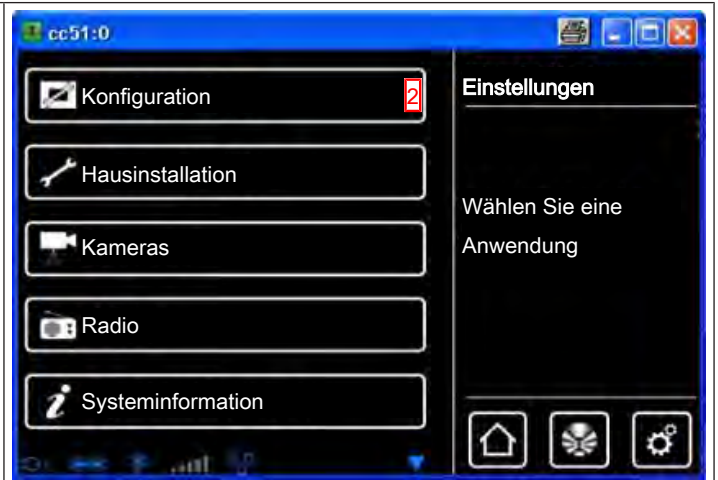 cc51:0
Konfiguration 2
Hausinstallation
Kameras
Radio
Systeminformation
Einstellungen
Wählen Sie eine
Anwendung